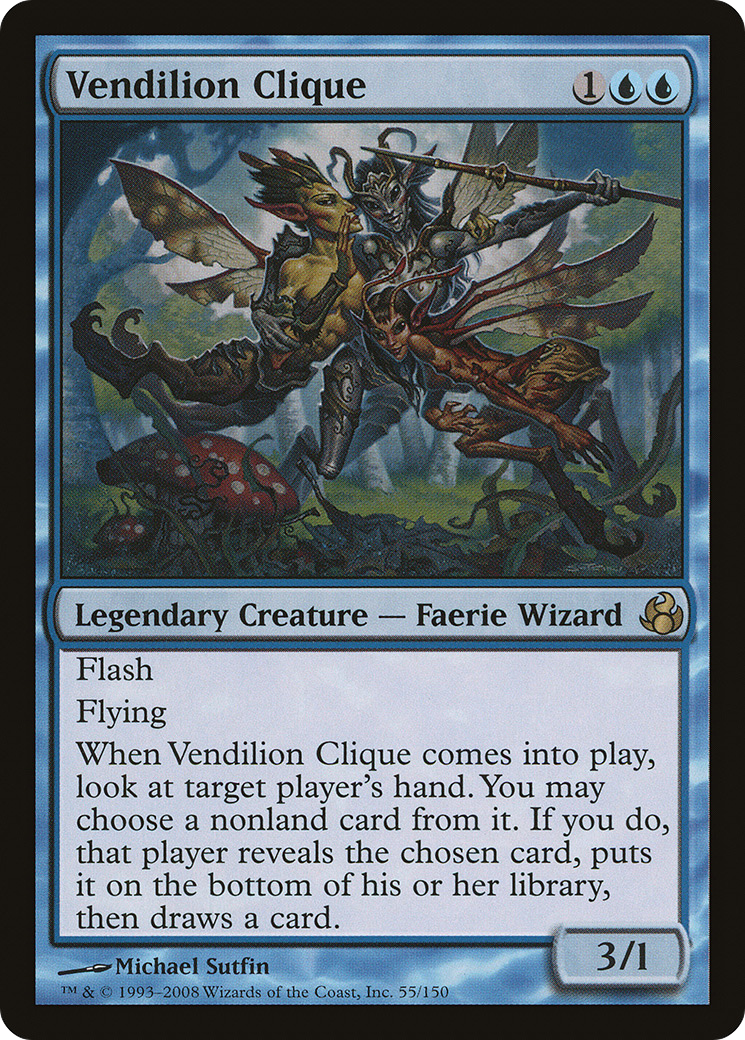 Vendilion Clique 1
Legendary Creature — Faerie Wizard
Flash
Flying
When Vendilion Clique comes into play,
look at target player's hand. You may
choose a nonland card from it. If you do,
that player reveals the chosen card, puts
it on the bottom of his or her library,
then draws a card.
3/1
Michael Sutfin
™ & © 1993–2008 Wizards of the Coast, Inc. 55/150